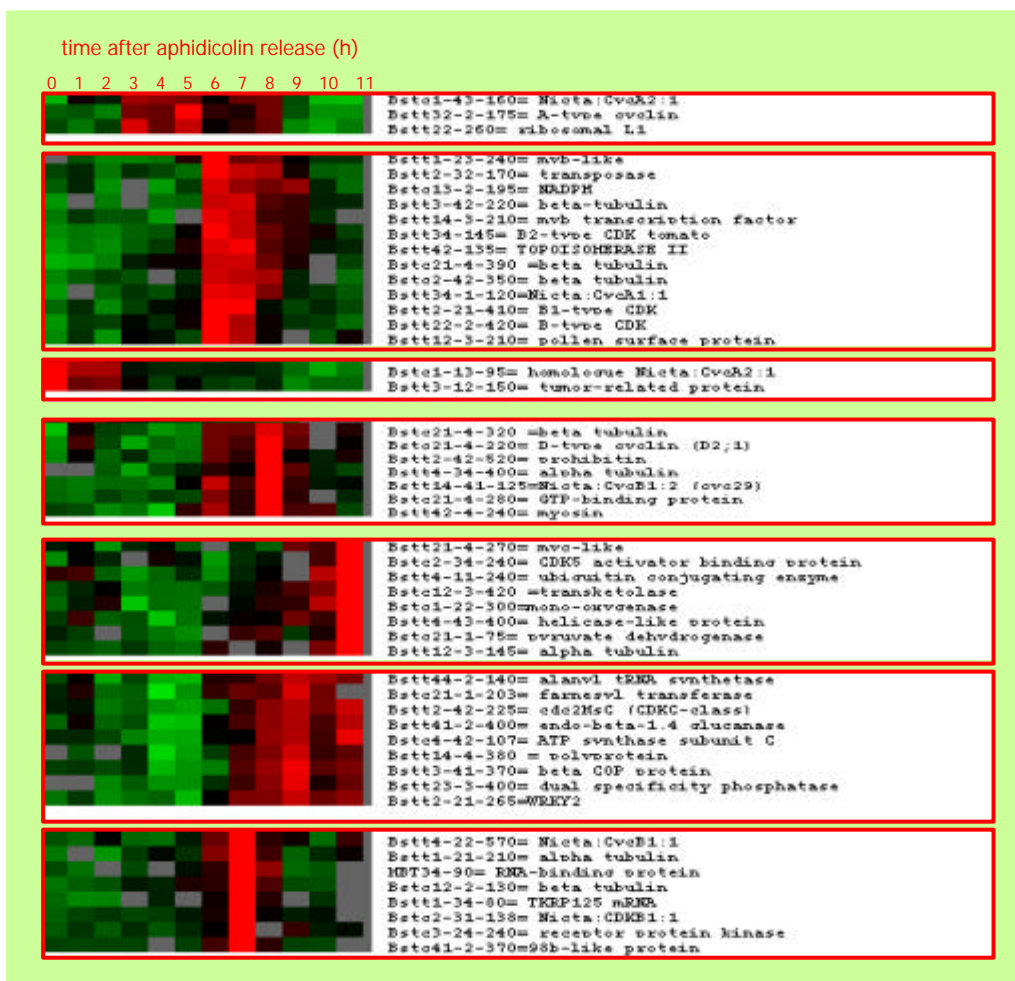 time after aphidicolin release (h)
0 1 2 3 4 5 6 7 8 9 10 11
Bstc1-43-160= Nicta:CycA2:1
Bstt32-2-175= A-type cyclin
Bstt22-260= ribosomal L1
Bstt1-23-240= myb-like
Bstt2-32-170= transposase
Bstc13-2-195= NADPH
Bstt3-42-220= beta-tubulin
Bstt14-3-210= myb transcription factor
Bstt34-145= B2-type CDK tomato
Bstt42-135= TOPOISOMERASE II
Bstc21-4-390 =beta tubulin
Bstc2-42-350= beta tubulin
Bstt34-1-120=Nicta:CycA1:1
Bstt2-21-410= B1-type CDK
Bstt22-2-420= B-type CDK
Bstt12-3-210= pollen surface protein
Bstc1-13-95= homologue Nicta:CycA2:1
Bstt3-12-150= tumor-related protein
Bstc21-4-320 =beta tubulin
Bstc21-4-220= D-type cyclin (D2;1)
Bstt2-42-520= prohibitin
Bstt4-34-400= alpha tubulin
Bstt14-41-125=Nicta:CycB1:2 (cyc29)
Bstc21-4-280= GTP-binding protein
Bstt42-4-240= myosin
Bstt21-4-270= myc-like
Bstc2-34-240= CDK5 activator binding protein
Bstt4-11-240= ubiquitin conjugating enzyme
Bstc12-3-420 =transketolase
Bstc1-22-300=mono-oxygenase
Bstt4-43-400= helicase-like protein
Bstc21-1-75= pyruvate dehydrogenase
Bstt12-3-145= alpha tubulin
Bstt44-2-140= alanyl tRNA synthetase
Bstc21-1-203= farnesyl transferase
Bstt2-42-225= cdc2MsC (CDKC-class)
Bstt41-2-400= endo-beta-1.4 glucanase
Bstc4-42-107= ATP synthase subunit C
Bstt14-4-380 = polyprotein
Bstt3-41-370= beta COP protein
Bstt23-3-400= dual specificity phosphatase
Bstt2-21-265=WRKY2
Bstt4-22-570= Nicta:CycB1:1
Bstt1-21-210= alpha tubulin
MBT34-90= RNA-binding protein
Bstc12-2-130= beta tubulin
Bstt1-34-80= TKRP125 mRNA
Bstc2-31-138= Nicta:CDKB1:1
Bstc3-24-240= receptor protein kinase
Bstc41-2-370=98b-like protein